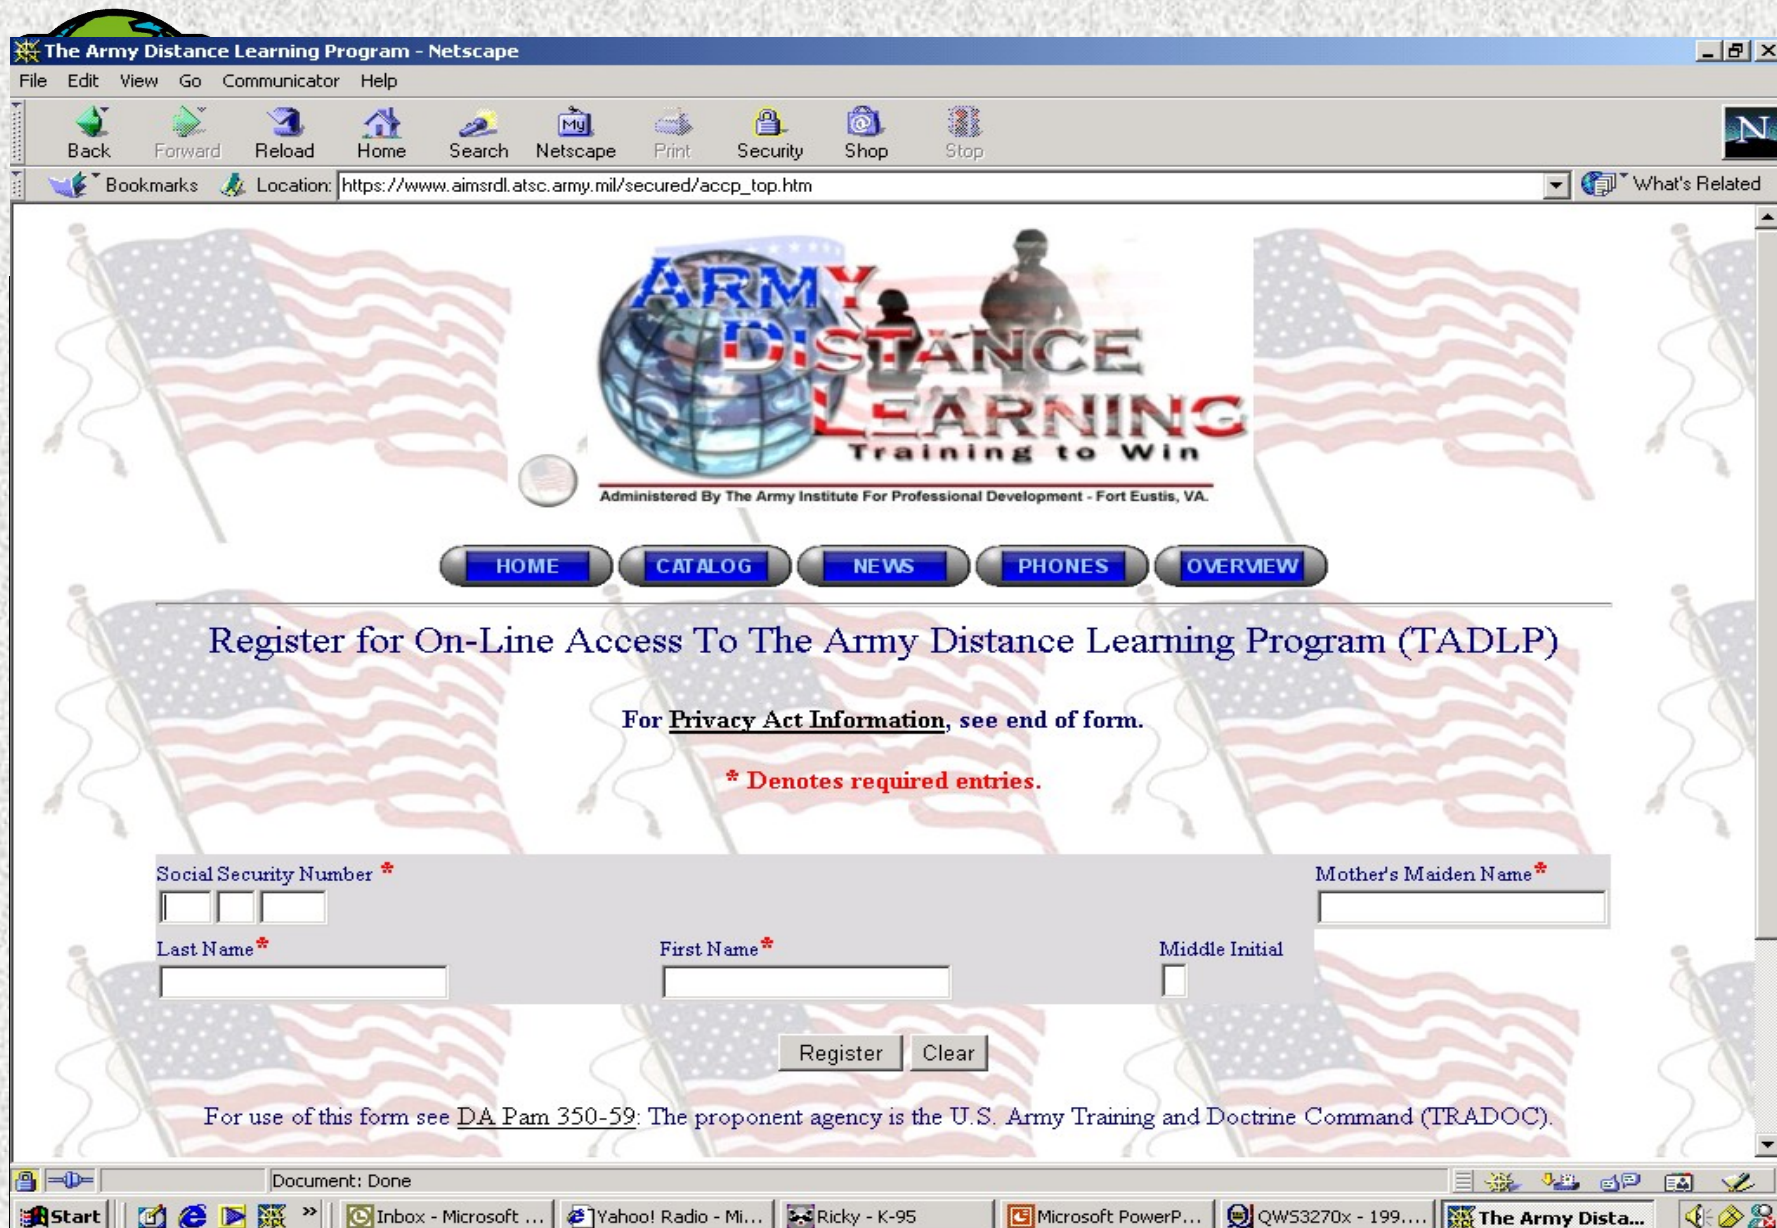 The Army Distance Learning Program - Netscape
File Edit View Go Communicator Help
My
N
Back Forward Reload Home Search Netscape Print Security Shop Stop
Bookmarks Location: https://www.aimsrdl.atsc.army.mil/secured/accp_top.htm What's Related
ARMY
DISTANCE
LEARNING
Training to Win
Administered By The Army Institute For Professional Development - Fort Eustis, VA.
HOME CATALOG NEWS PHONES OVERVIEW
Register for On-Line Access To The Army Distance Learning Program (TADLP)
For Privacy Act Information, see end of form.
* Denotes required entries.
Social Security Number * Mother's Maiden Name*
Last Name* First Name* Middle Initial
Register Clear
For use of this form see DA Pam 350-59: The proponent agency is the U.S. Army Training and Doctrine Command (TRADOC).
Document: Done
Start » Inbox - Microsoft ... Yahoo! Radio - Mi... Ricky - K-95 Microsoft PowerP... QWS3270x - 199.... The Army Dista...